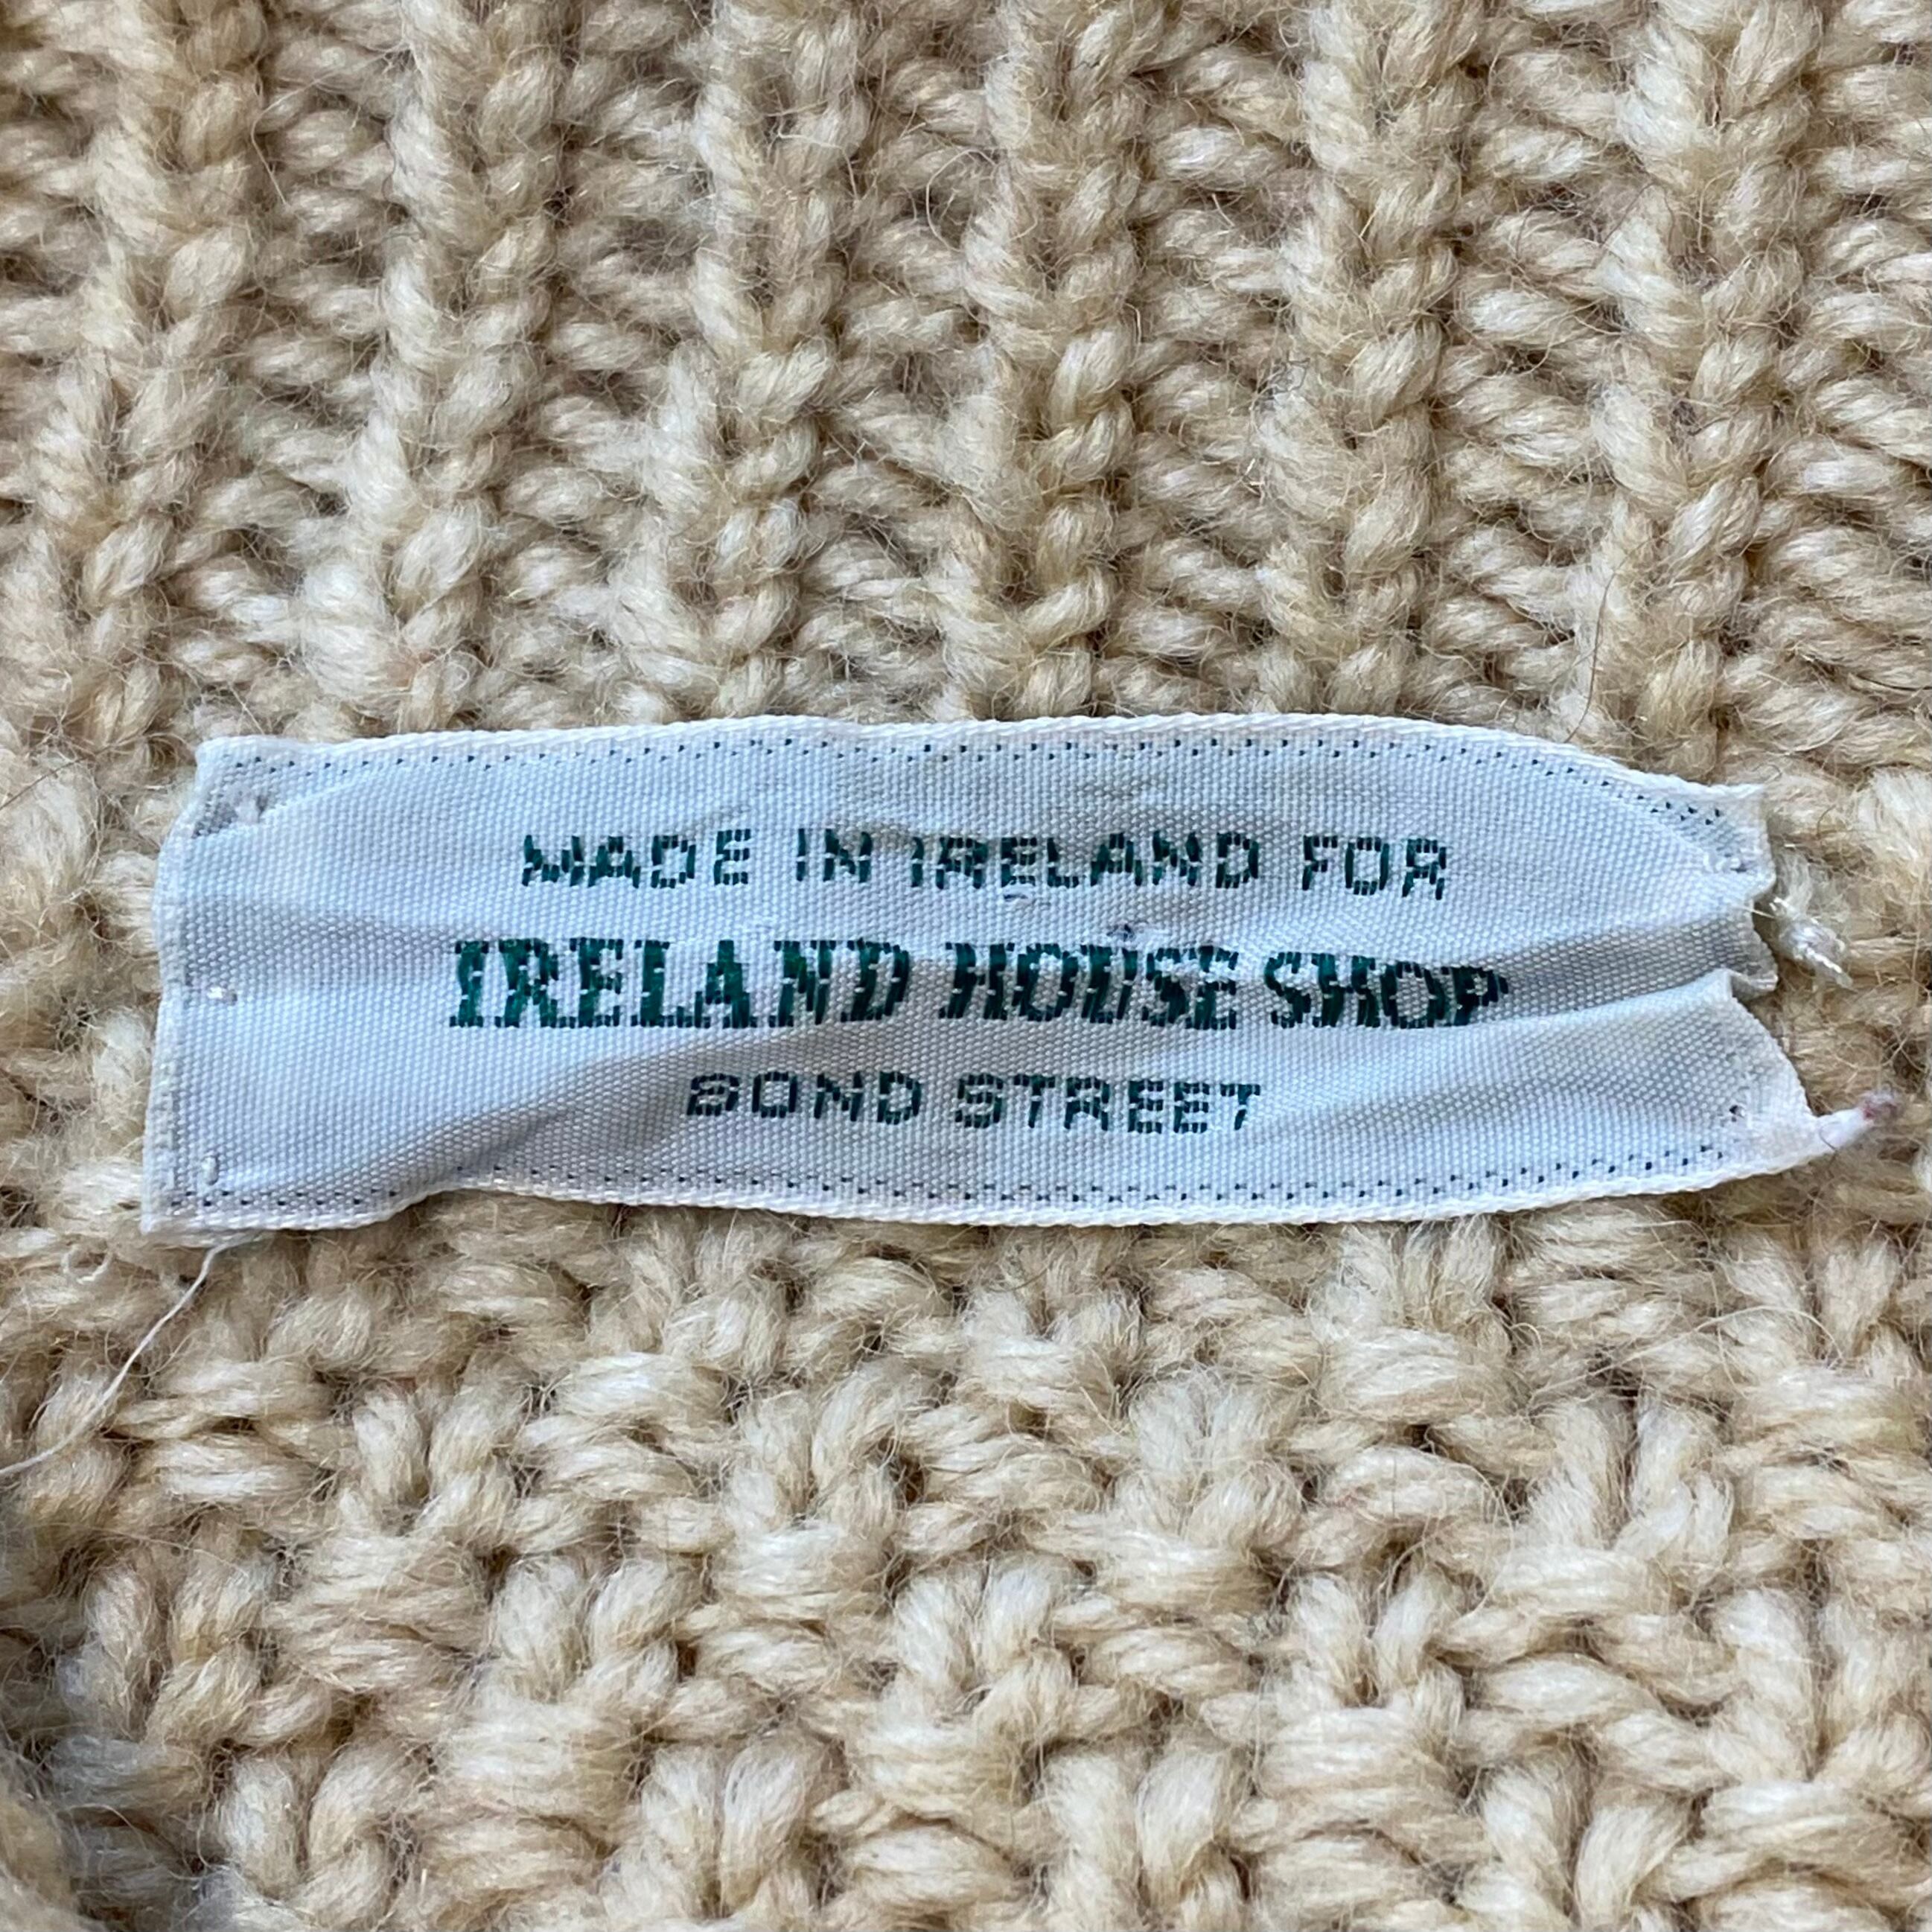 MADE IN IRELAND FOR
IRELAND HOUSE SHOP
BOND STREET